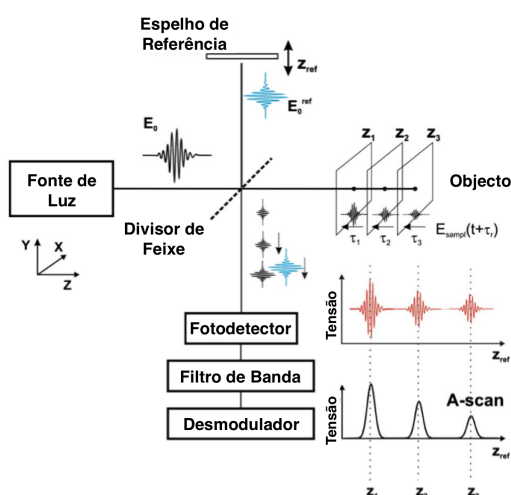 Espelho de
Referência
z_ref
E_0^ref
E_0
z_1 z_2 z_3
Fonte de
Luz
Objecto
Divisor de
Feixe
τ_1 τ_2 τ_3
E_sampl(t+τ_r)
Y X
Z
Tensão
z_ref
Fotodetector
Filtro de Banda
Desmodulador
Tensão
A-scan
z_ref